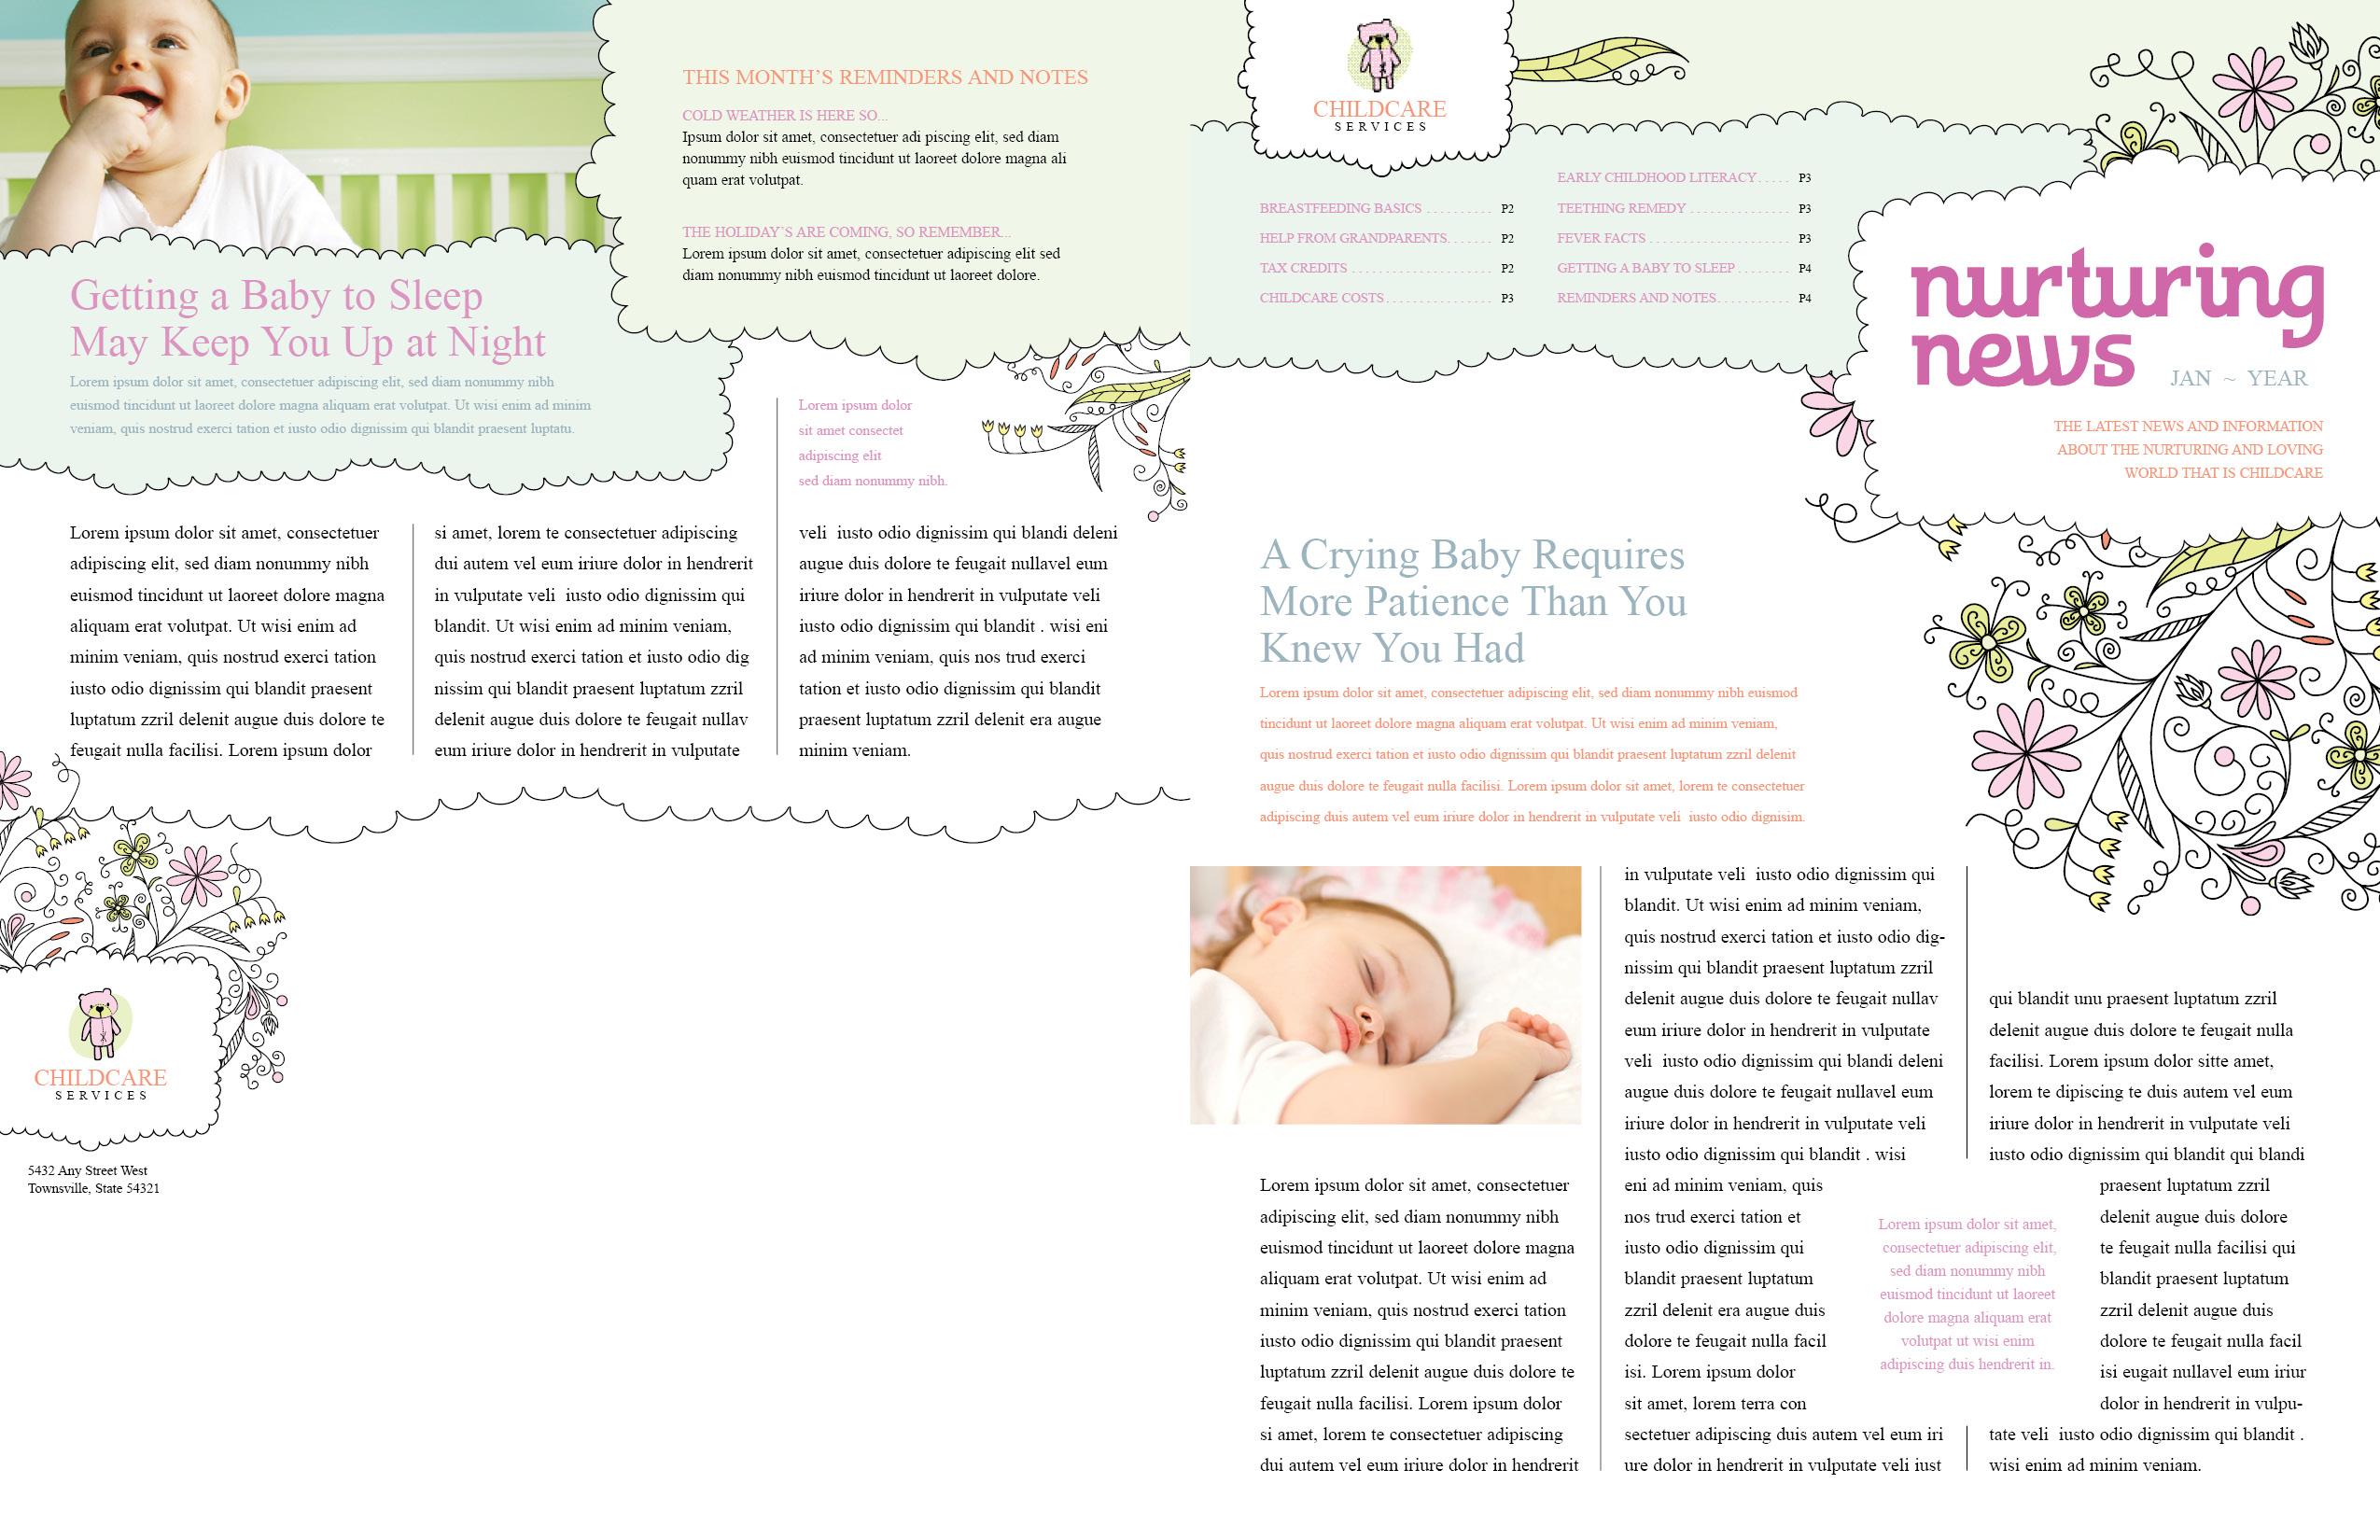 THIS MONTH'S REMINDERS AND NOTES
COLD WEATHER IS HERE SO...
Ipsum dolor sit amet, consectetuer adi piscing elit, sed diam
nonummy nibh euismod tincidunt ut laoreet dolore magna ali
quam erat volutpat.
THE HOLIDAY'S ARE COMING, SO REMEMBER...
Lorem ipsum dolor sit amet, consectetuer adipiscing elit sed
diam nonummy nibh euismod tincidunt ut laoreet dolore.
Getting a Baby to Sleep
May Keep You Up at Night
Lorem ipsum dolor sit amet, consectetuer adipiscing elit, sed diam nonummy nibh
euismod tincidunt ut laoreet dolore magna aliquam erat volutpat. Ut wisi enim ad minim
veniam, quis nostrud exerci tation et iusto odio dignissim qui blandit praesent luptatu.
Lorem ipsum dolor
sit amet consectet
adipiscing elit
sed diam nonummy nibh.
Lorem ipsum dolor sit amet, consectetuer
adipiscing elit, sed diam nonummy nibh
euismod tincidunt ut laoreet dolore magna
aliquam erat volutpat. Ut wisi enim ad
minim veniam, quis nostrud exerci tation
iusto odio dignissim qui blandit praesent
luptatum zzril delenit augue duis dolore te
feugait nulla facilisi. Lorem ipsum dolor
si amet, lorem te consectetuer adipiscing
dui autem vel eum iriure dolor in hendrerit
in vulputate veli iusto odio dignissim qui
blandit. Ut wisi enim ad minim veniam,
quis nostrud exerci tation et iusto odio dig
nissim qui blandit praesent luptatum zzril
delenit augue duis dolore te feugait nullav
eum iriure dolor in hendrerit in vulputate
veli iusto odio dignissim qui blandi deleni
augue duis dolore te feugait nullavel eum
iriure dolor in hendrerit in vulputate veli
iusto odio dignissim qui blandit . wisi eni
ad minim veniam, quis nos trud exerci
tation et iusto odio dignissim qui blandit
praesent luptatum zzril delenit era augue
minim veniam.
CHILDCARE
SERVICES
5432 Any Street West
Townsville, State 54321
CHILDCARE
SERVICES
BREASTFEEDING BASICS . . . . . . . . . . P2
HELP FROM GRANDPARENTS. . . . . . . P2
TAX CREDITS . . . . . . . . . . . . . . . . . . . P2
CHILDCARE COSTS . . . . . . . . . . . . . . . P3
EARLY CHILDHOOD LITERACY . . . . . P3
TEETHING REMEDY . . . . . . . . . . . . . . P3
FEVER FACTS . . . . . . . . . . . . . . . . . . . . P3
GETTING A BABY TO SLEEP . . . . . . . P4
REMINDERS AND NOTES. . . . . . . . . . P4
nurturing
news
JAN ~ YEAR
THE LATEST NEWS AND INFORMATION
ABOUT THE NURTURING AND LOVING
WORLD THAT IS CHILDCARE
A Crying Baby Requires
More Patience Than You
Knew You Had
Lorem ipsum dolor sit amet, consectetuer adipiscing elit, sed diam nonummy nibh euismod
tincidunt ut laoreet dolore magna aliquam erat volutpat. Ut wisi enim ad minim veniam,
quis nostrud exerci tation et iusto odio dignissim qui blandit praesent luptatum zzril delenit
augue duis dolore te feugait nulla facilisi. Lorem ipsum dolor sit amet, lorem te consectetuer
adipiscing duis autem vel eum iriure dolor in hendrerit in vulputate veli iusto odio dignisim.
Lorem ipsum dolor sit amet, consectetuer
adipiscing elit, sed diam nonummy nibh
euismod tincidunt ut laoreet dolore magna
aliquam erat volutpat. Ut wisi enim ad
minim veniam, quis nostrud exerci tation
iusto odio dignissim qui blandit praesent
luptatum zzril delenit augue duis dolore te
feugait nulla facilisi. Lorem ipsum dolor
si amet, lorem te consectetuer adipiscing
dui autem vel eum iriure dolor in hendrerit
in vulputate veli iusto odio dignissim qui
blandit. Ut wisi enim ad minim veniam,
quis nostrud exerci tation et iusto odio dig-
nissim qui blandit praesent luptatum zzril
delenit augue duis dolore te feugait nullav
eum iriure dolor in hendrerit in vulputate
veli iusto odio dignissim qui blandi deleni
augue duis dolore te feugait nullavel eum
iriure dolor in hendrerit in vulputate veli
iusto odio dignissim qui blandit . wisi
eni ad minim veniam, quis
nos trud exerci tation et
iusto odio dignissim qui
blandit praesent luptatum
zzril delenit era augue duis
dolore te feugait nulla facil
isi. Lorem ipsum dolor
sit amet, lorem terra con
sectetuer adipiscing duis autem vel eum iri
ure dolor in hendrerit in vulputate veli iust
Lorem ipsum dolor sit amet,
consectetuer adipiscing elit,
sed diam nonummy nibh
euismod tincidunt ut laoreet
dolore magna aliquam erat
volutpat ut wisi enim
adipiscing duis hendrerit in.
qui blandit unu praesent luptatum zzril
delenit augue duis dolore te feugait nulla
facilisi. Lorem ipsum dolor sitte amet,
lorem te dipiscing te duis autem vel eum
iriure dolor in hendrerit in vulputate veli
iusto odio dignissim qui blandit qui blandi
praesent luptatum zzril
delenit augue duis dolore
te feugait nulla facilisi qui
blandit praesent luptatum
zzril delenit augue duis
dolore te feugait nulla facil
isi eugait nullavel eum iriur
dolor in hendrerit in vulpu-
tate veli iusto odio dignissim qui blandit .
wisi enim ad minim veniam.